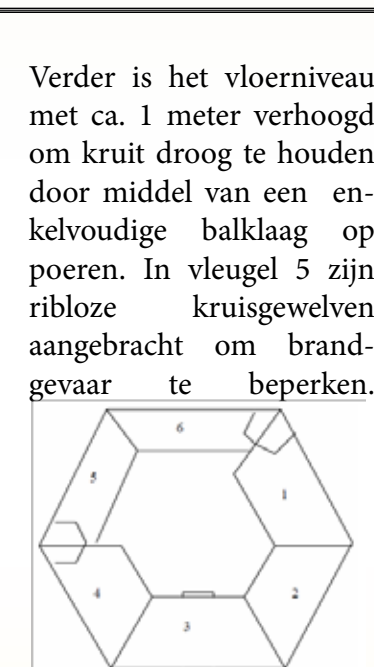 Verder is het vloerniveau
met ca. 1 meter verhoogd
om kruit droog te houden
door middel van een en-
kelvoudige balklaag op
poeren. In vleugel 5 zijn
ribloze kruisgewelven
aangebracht om brand-
gevaar te beperken.
6
5
1
4
2
3